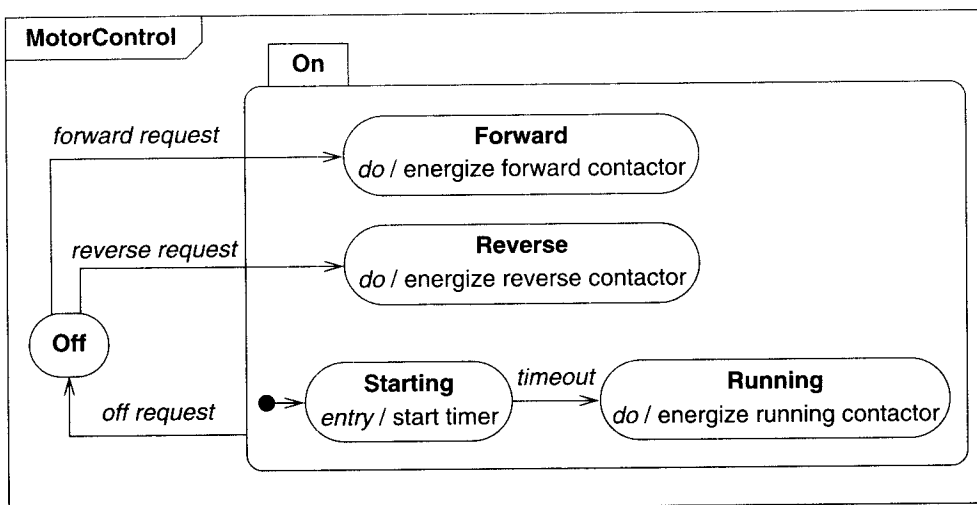 MotorControl
On
forward request
Forward
do / energize forward contactor
reverse request
Reverse
do / energize reverse contactor
Off
off request
Starting
entry / start timer
timeout
Running
do / energize running contactor